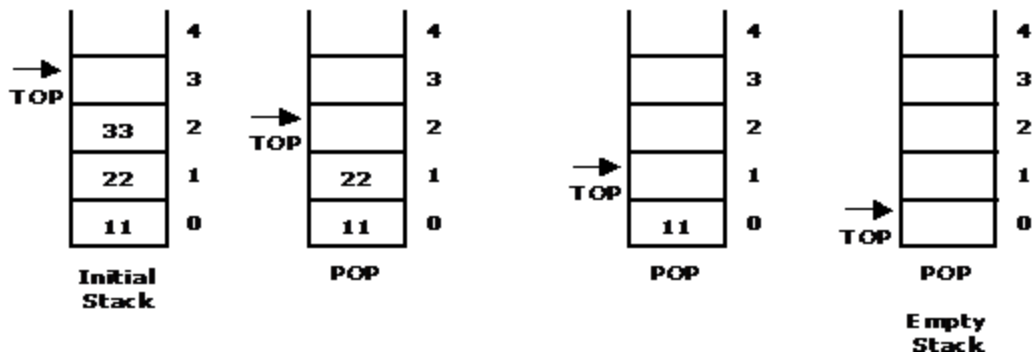 4 4 4 4
3 3 3 3
TOP
33 2 2 2 2
TOP
22 1 22 1 1 1
TOP
11 0 11 0 11 0 0
TOP
Initial Stack
POP
POP
POP
Empty Stack